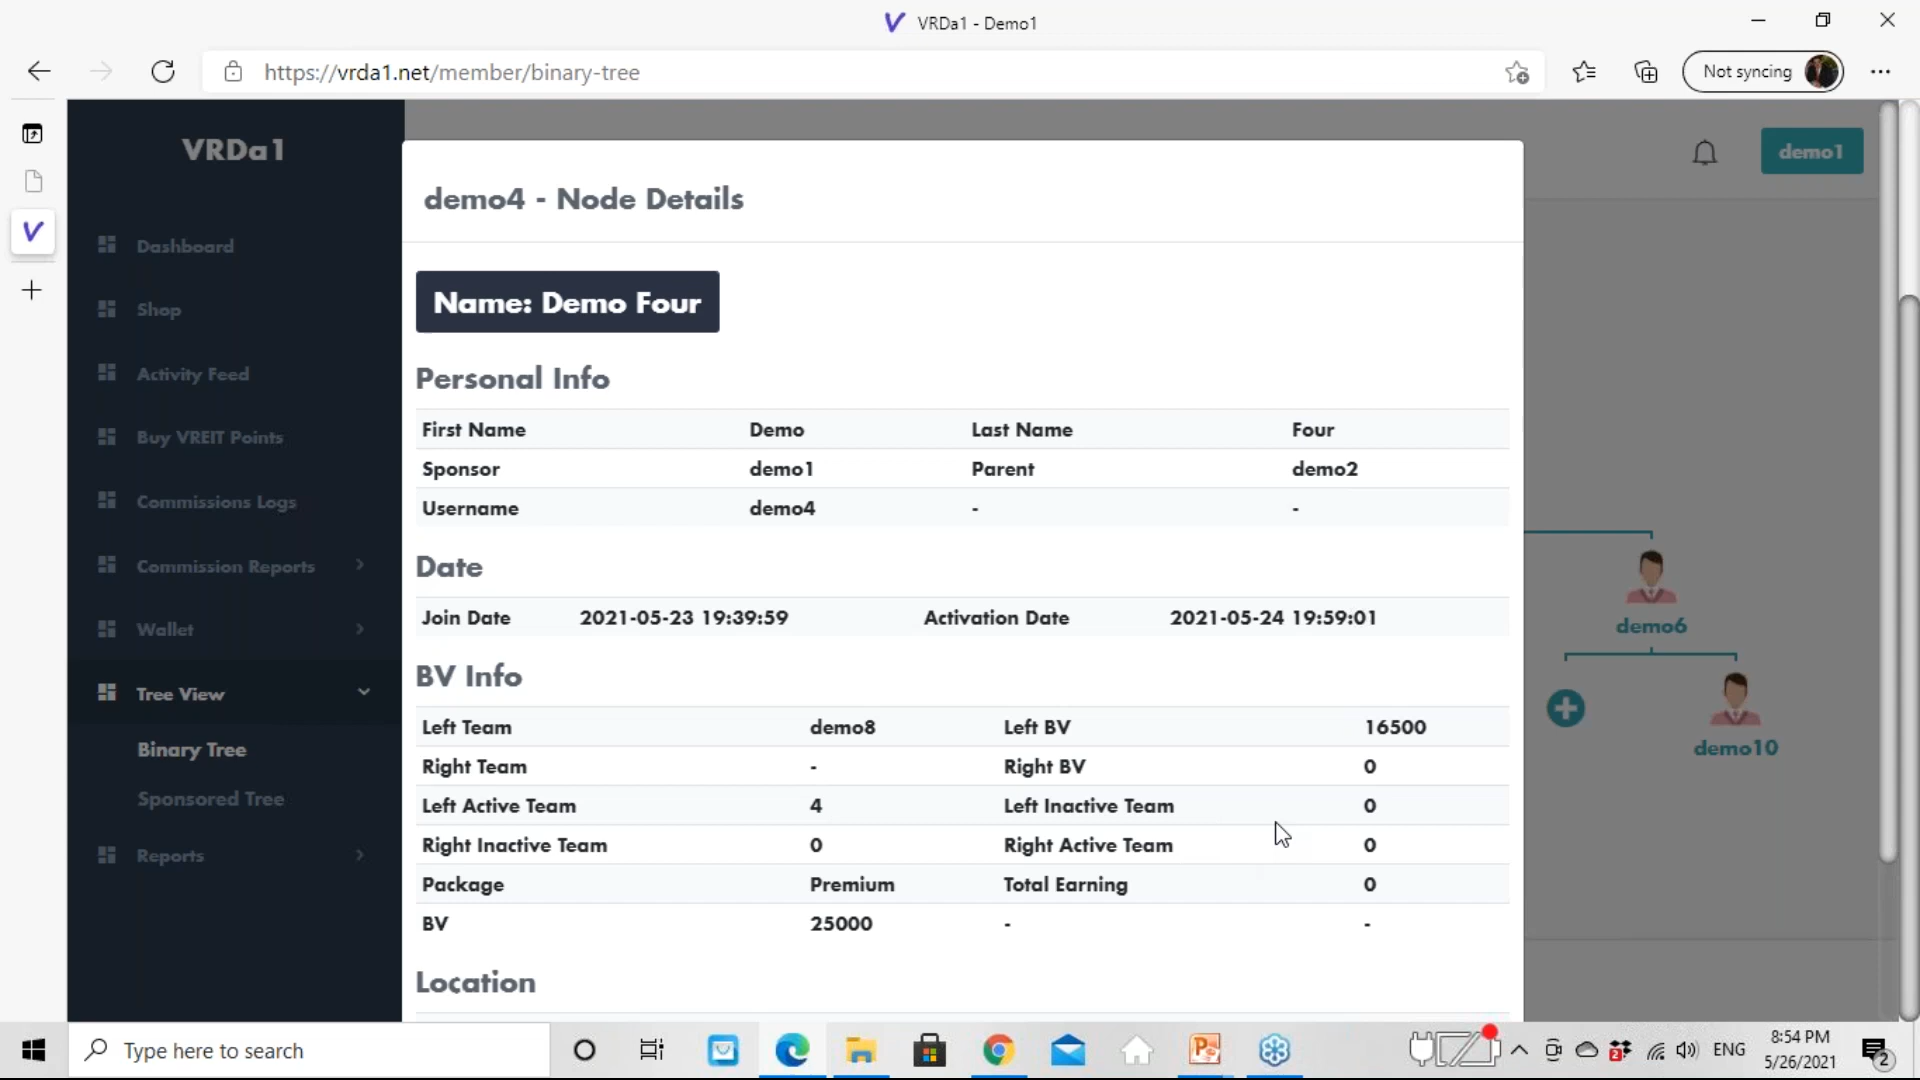 VRDa1 - Demo1
https://vrda1.net/member/binary-tree
Not syncing
VRDa1
demo1
Dashboard
Shop
Activity Feed
Buy VREIT Points
Commissions Logs
Commission Reports
Wallet
Tree View
Binary Tree
Sponsored Tree
Reports
demo4 - Node Details
Name: Demo Four
Personal Info
First Name Demo Last Name Four
Sponsor demo1 Parent demo2
Username demo4 - -
Date
Join Date 2021-05-23 19:39:59 Activation Date 2021-05-24 19:59:01
BV Info
Left Team demo8 Left BV 16500
Right Team - Right BV 0
Left Active Team 4 Left Inactive Team 0
Right Inactive Team 0 Right Active Team 0
Package Premium Total Earning 0
BV 25000 - -
Location
demo6
demo10
Type here to search
2
ENG
8:54 PM
5/26/2021
2